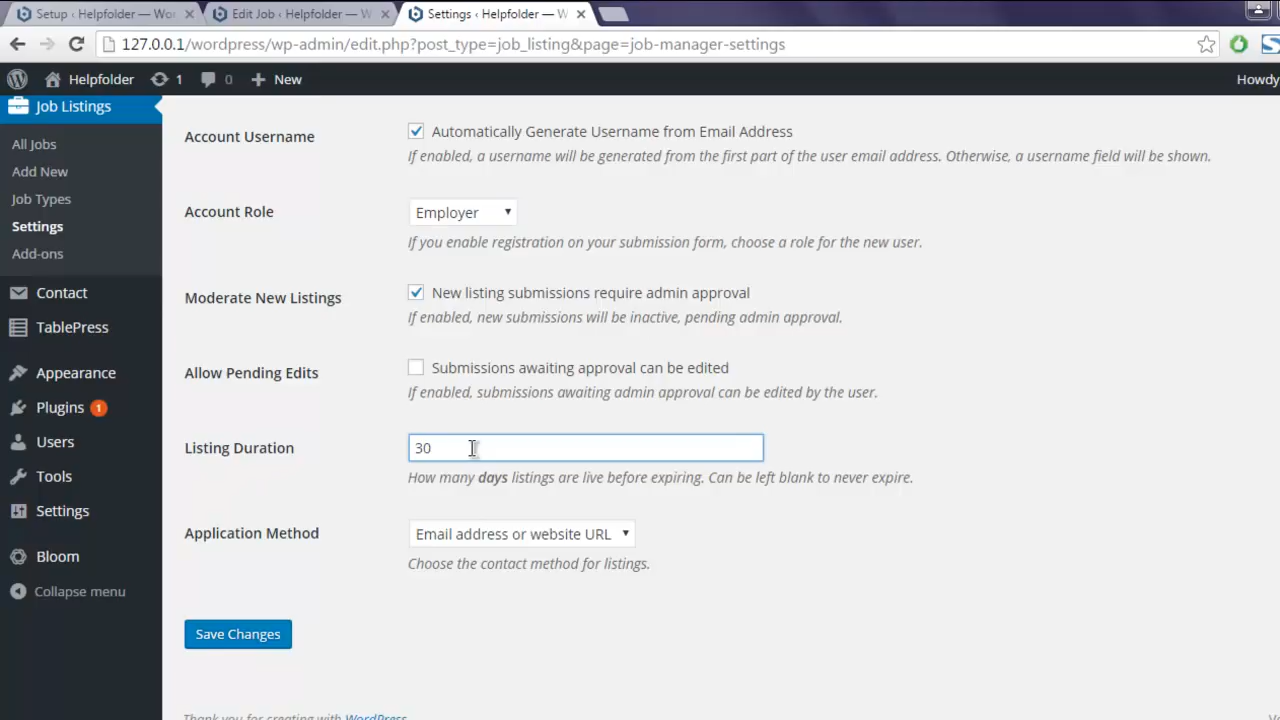 Setup ‹ Helpfolder — Wor
Edit Job ‹ Helpfolder — W
Settings ‹ Helpfolder — W
127.0.0.1/wordpress/wp-admin/edit.php?post_type=job_listing&page=job-manager-settings
Helpfolder
1
0
New
Howdy
Job Listings
All Jobs
Add New
Job Types
Settings
Add-ons
Contact
TablePress
Appearance
Plugins 1
Users
Tools
Settings
Bloom
Collapse menu
Account Username
Automatically Generate Username from Email Address
If enabled, a username will be generated from the first part of the user email address. Otherwise, a username field will be shown.
Account Role
Employer
If you enable registration on your submission form, choose a role for the new user.
Moderate New Listings
New listing submissions require admin approval
If enabled, new submissions will be inactive, pending admin approval.
Allow Pending Edits
Submissions awaiting approval can be edited
If enabled, submissions awaiting admin approval can be edited by the user.
Listing Duration
30
How many days listings are live before expiring. Can be left blank to never expire.
Application Method
Email address or website URL
Choose the contact method for listings.
Save Changes
Thank you for creating with WordPress